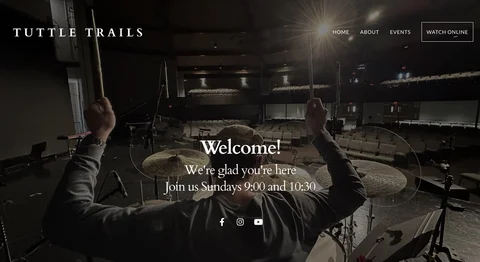 TUTTLE TRAILS
HOME ABOUT EVENTS WATCH ONLINE
Welcome!
We're glad you're here
Join us Sundays 9:00 and 10:30